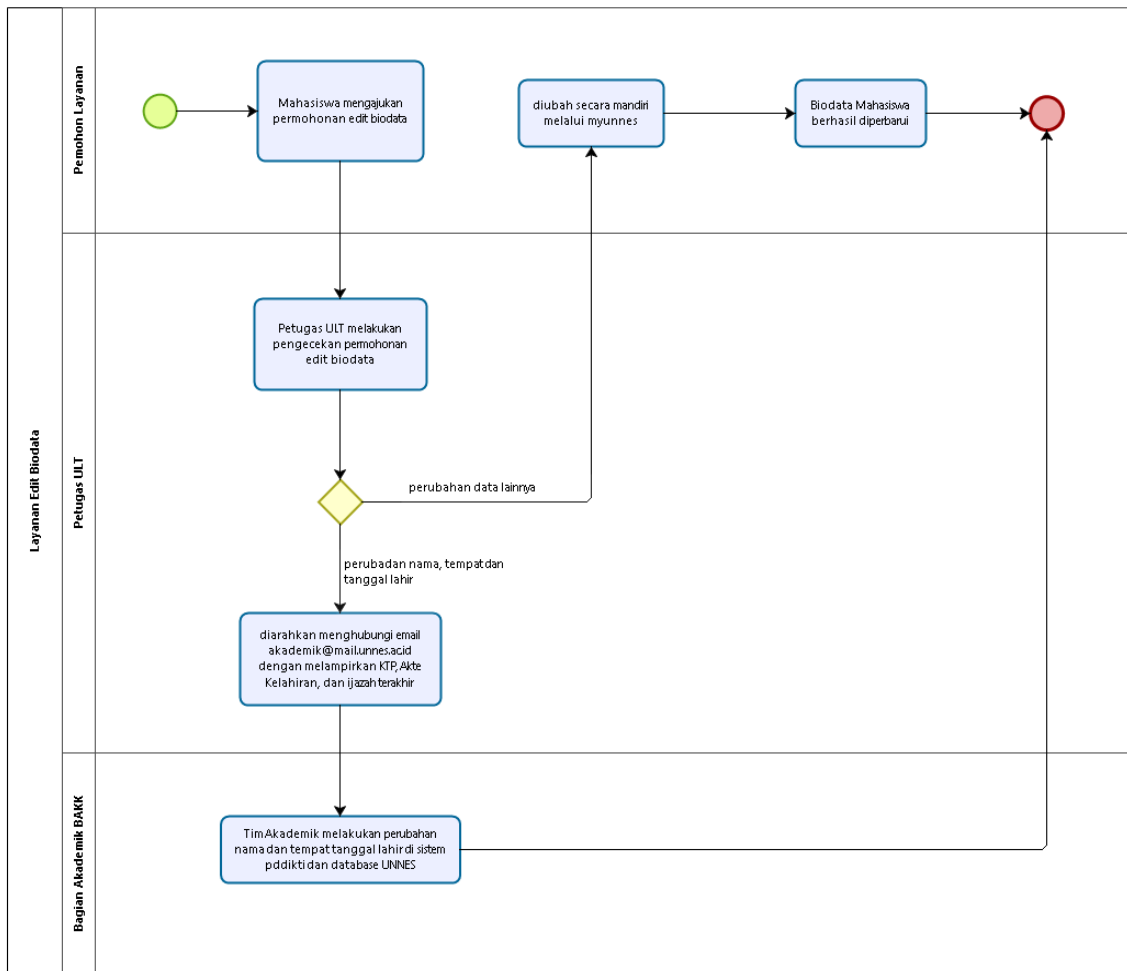 Layanan Edit Biodata
Pemohon Layanan
Mahasiswa mengajukan
permohonan edit biodata
diubah secara mandiri
melalui myunnes
Biodata Mahasiswa
berhasil diperbarui
Petugas ULT
Petugas ULT melakukan
pengecekan permohonan
edit biodata
perubahan data lainnya
perubadan nama, tempat dan
tanggal lahir
diarahkan menghubungi email
akademik@mail.unnes.ac.id
dengan melampirkan KTP, Akte
Kelahiran, dan ijazah terakhir
Bagian Akademik BAKK
Tim Akademik melakukan perubahan
nama dan tempat tanggal lahir di sistem
pddikti dan database UNNES